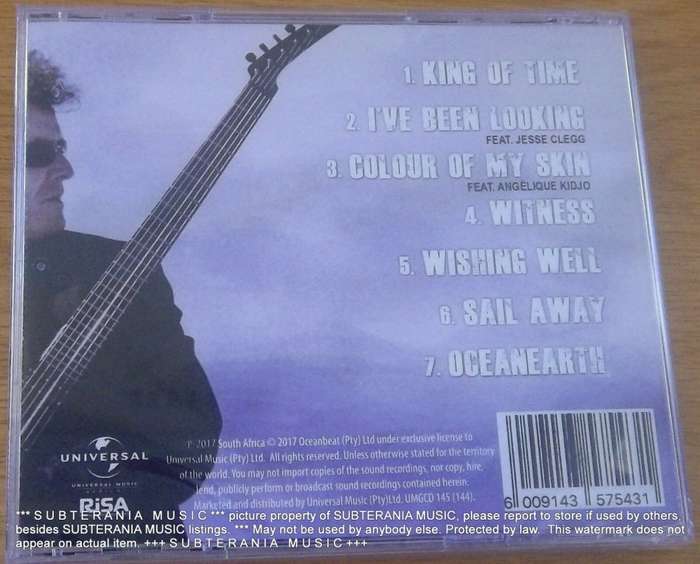 1. KING OF TIME
2. I'VE BEEN LOOKING
FEAT. JESSE CLEGG
3. COLOUR OF MY SKIN
FEAT. ANGELIQUE KIDJO
4. WITNESS
5. WISHING WELL
6. SAIL AWAY
7. OCEANEARTH
℗ 2017 South Africa © 2017 Oceanbeat (Pty) Ltd under exclusive license to
Universal Music (Pty) Ltd. All rights reserved. Unless otherwise stated for the territory
of the world. You may not import copies of the sound recordings, nor copy, hire,
lend, publicly perform or broadcast sound recordings contained herein.
Marketed and distributed by Universal Music (Pty)Ltd. UMGCD 145 (144).
UNIVERSAL
UNIVERSAL MUSIC
RiSA
6 009143 575431
*** S U B T E R A N I A M U S I C *** picture property of SUBTERANIA MUSIC, please report to store if used by others,
besides SUBTERANIA MUSIC listings. *** May not be used by anybody else. Protected by law. This watermark does not
appear on actual item. +++ S U B T E R A N I A M U S I C +++